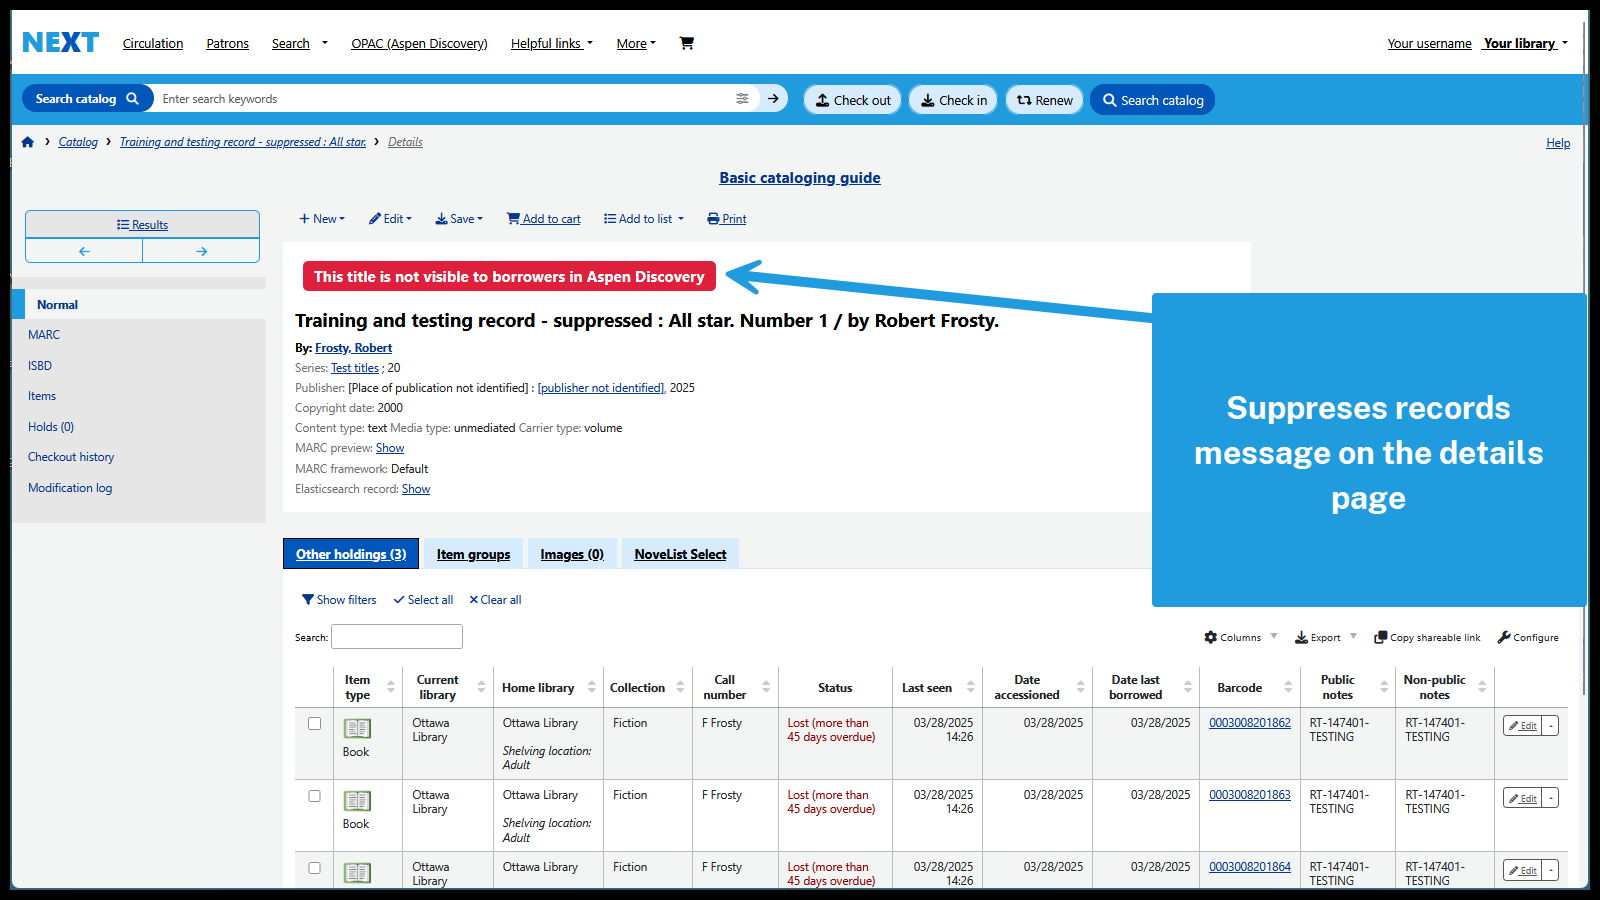 NEXT Circulation Patrons Search OPAC (Aspen Discovery) Helpful links More Your username Your library
Search catalog Enter search keywords Check out Check in Renew Search catalog
Catalog Training and testing record - suppressed : All star. Details Help
Basic cataloging guide
Results
New Edit Save Add to cart Add to list Print
This title is not visible to borrowers in Aspen Discovery
Normal
MARC
ISBD
Items
Holds (0)
Checkout history
Modification log
Training and testing record - suppressed : All star. Number 1 / by Robert Frosty.
By: Frosty, Robert
Series: Test titles ; 20
Publisher: [Place of publication not identified] : [publisher not identified], 2025
Copyright date: 2000
Content type: text Media type: unmediated Carrier type: volume
MARC preview: Show
MARC framework: Default
Elasticsearch record: Show
Suppreses records
message on the details
page
Other holdings (3) Item groups Images (0) NoveList Select
Show filters Select all Clear all
Search: Columns Export Copy shareable link Configure
Item type Current library Home library Collection Call number Status Last seen Date accessioned Date last borrowed Barcode Public notes Non-public notes
Book Ottawa Library Ottawa Library Shelving location: Adult Fiction F Frosty Lost (more than 45 days overdue) 03/28/2025 14:26 03/28/2025 03/28/2025 0003008201862 RT-147401-TESTING RT-147401-TESTING Edit
Book Ottawa Library Ottawa Library Shelving location: Adult Fiction F Frosty Lost (more than 45 days overdue) 03/28/2025 14:26 03/28/2025 03/28/2025 0003008201863 RT-147401-TESTING RT-147401-TESTING Edit
Ottawa Library Ottawa Library Fiction F Frosty Lost (more than 45 days overdue) 03/28/2025 14:26 03/28/2025 03/28/2025 0003008201864 RT-147401-TESTING RT-147401-TESTING Edit